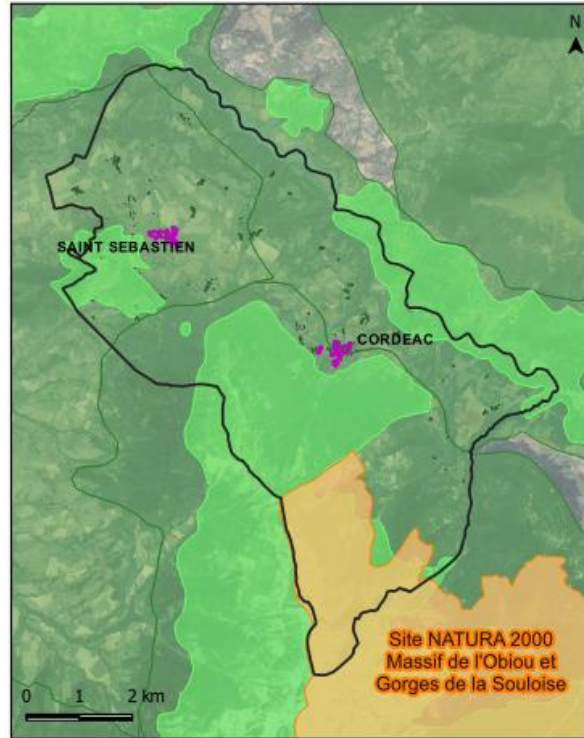 N
SAINT SEBASTIEN
CORDEAC
Site NATURA 2000
Massif de l'Obiou et
Gorges de la Souloise
0 1 2 km